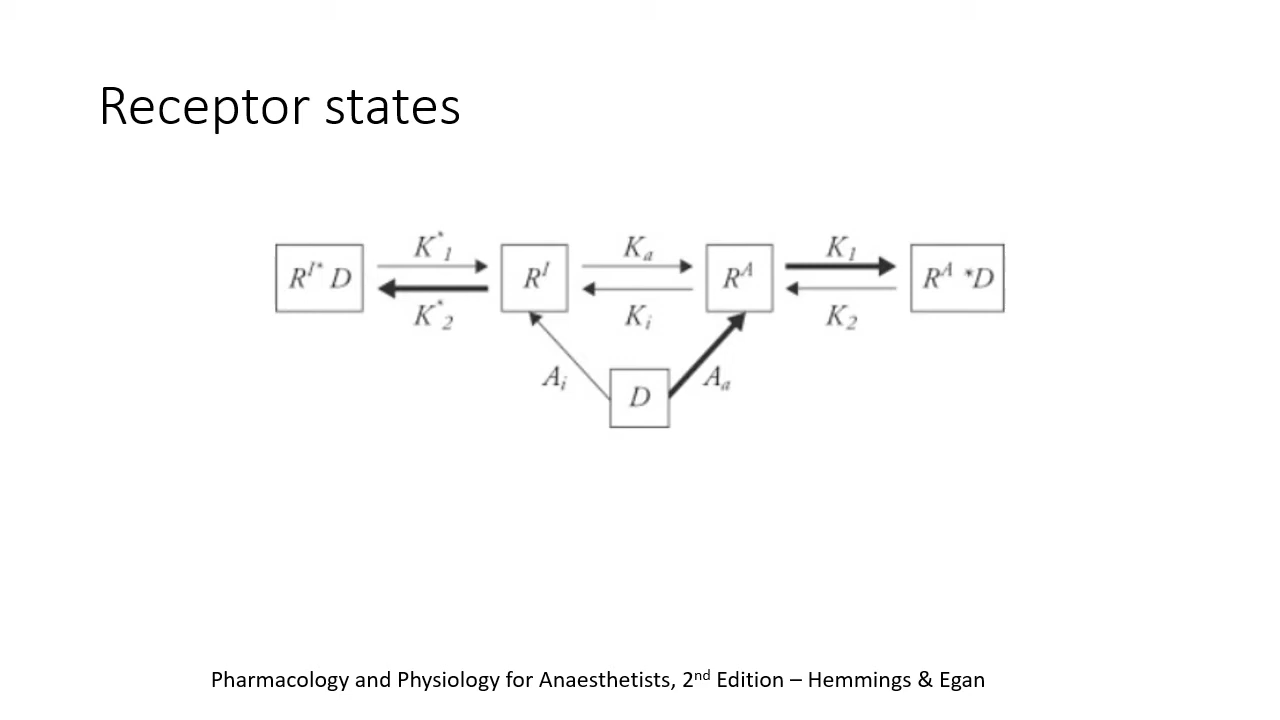 Receptor states
K*1 Ka K1
R^I* D R^I R^A R^A *D
K*2 Ki K2
Ai D Aa
Pharmacology and Physiology for Anaesthetists, 2nd Edition – Hemmings & Egan